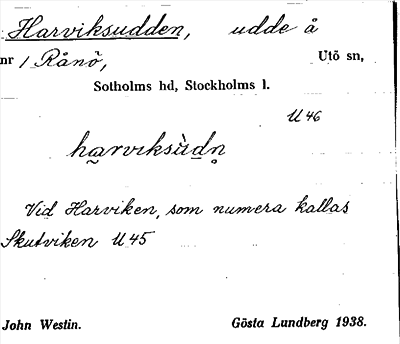 Harviksudden, udde å
nr 1 Rånö, Utö sn,
Sotholms hd, Stockholms l.
U 46
harviksùdn̥
Vid Harviken, som numera kallas
Skutviken U 45
John Westin. Gösta Lundberg 1938.